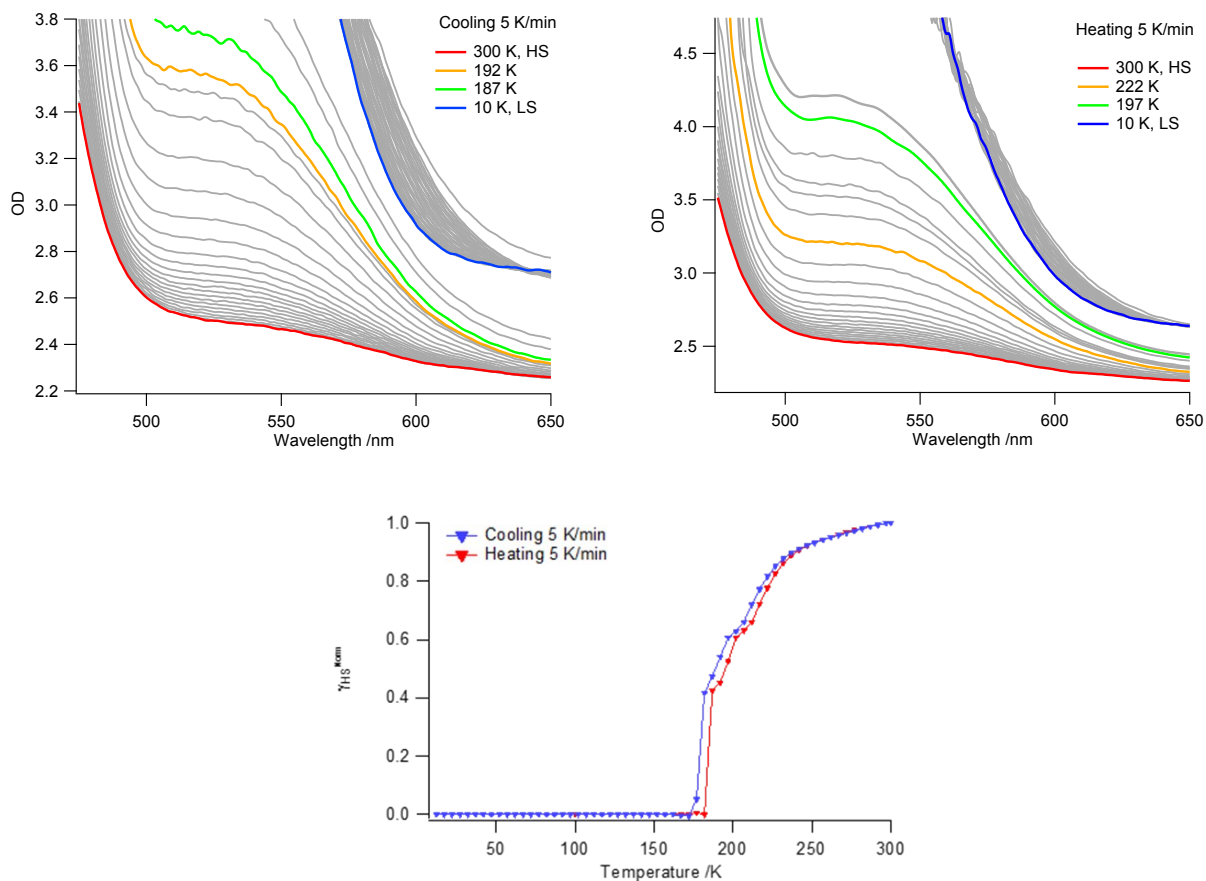 Cooling 5 K/min
300 K, HS
192 K
187 K
10 K, LS
3.8
3.6
3.4
3.2
3.0
2.8
2.6
2.4
2.2
OD
500
550
600
650
Wavelength /nm
Heating 5 K/min
300 K, HS
222 K
197 K
10 K, LS
4.5
4.0
3.5
3.0
2.5
OD
500
550
600
650
Wavelength /nm
Cooling 5 K/min
Heating 5 K/min
1.0
0.8
0.6
0.4
0.2
0.0
γHS Norm
50
100
150
200
250
300
Temperature /K